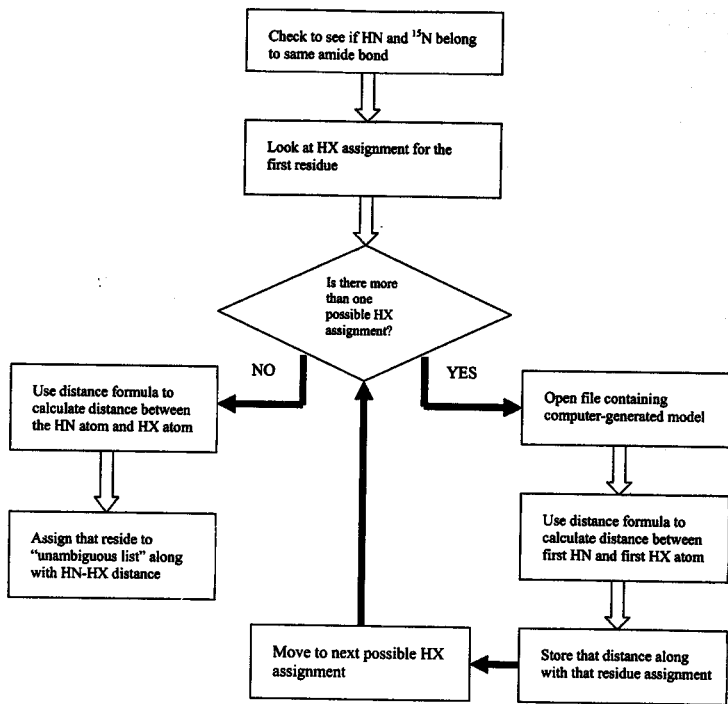 Check to see if HN and ¹⁵N belong
to same amide bond
Look at HX assignment for the
first residue
Is there more
than one
possible HX
assignment?
NO
YES
Use distance formula to
calculate distance between
the HN atom and HX atom
Open file containing
computer-generated model
Assign that reside to
“unambiguous list” along
with HN-HX distance
Use distance formula to
calculate distance between
first HN and first HX atom
Move to next possible HX
assignment
Store that distance along
with that residue assignment